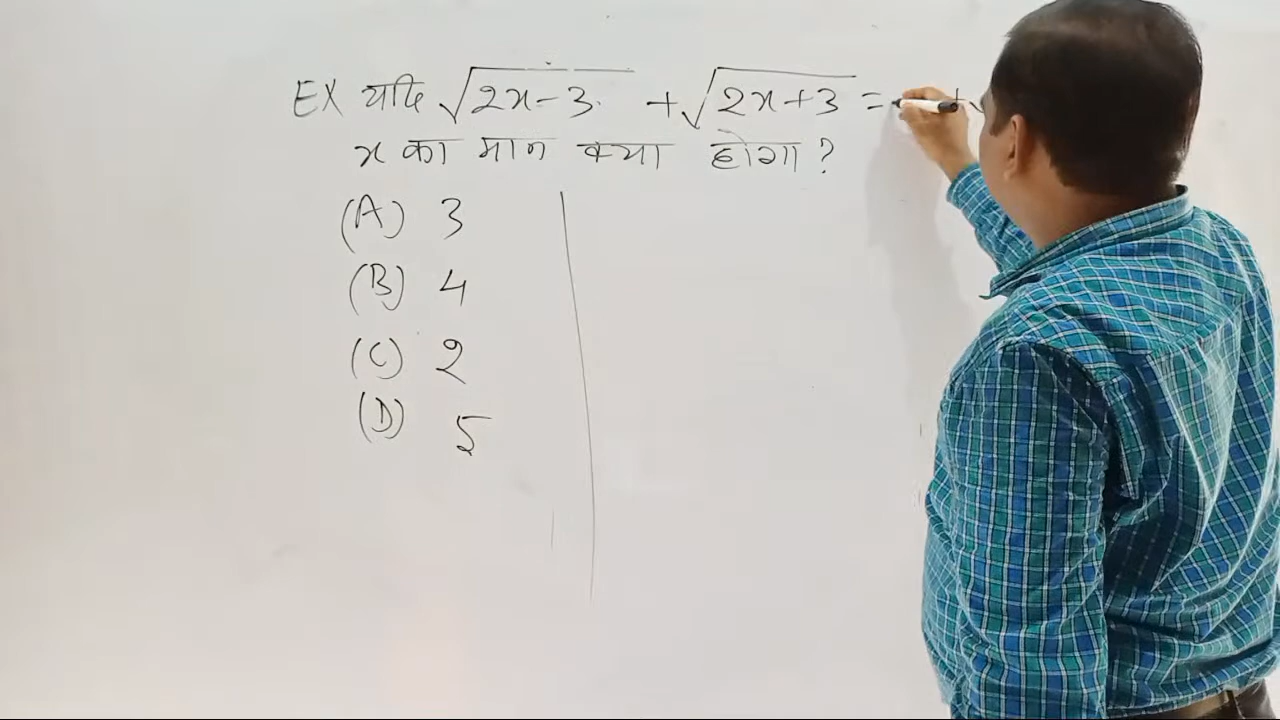 EX यदि √2x-3 + √2x+3 =
x का मान क्या होगा?
(A) 3
(B) 4
(C) 2
(D) 5